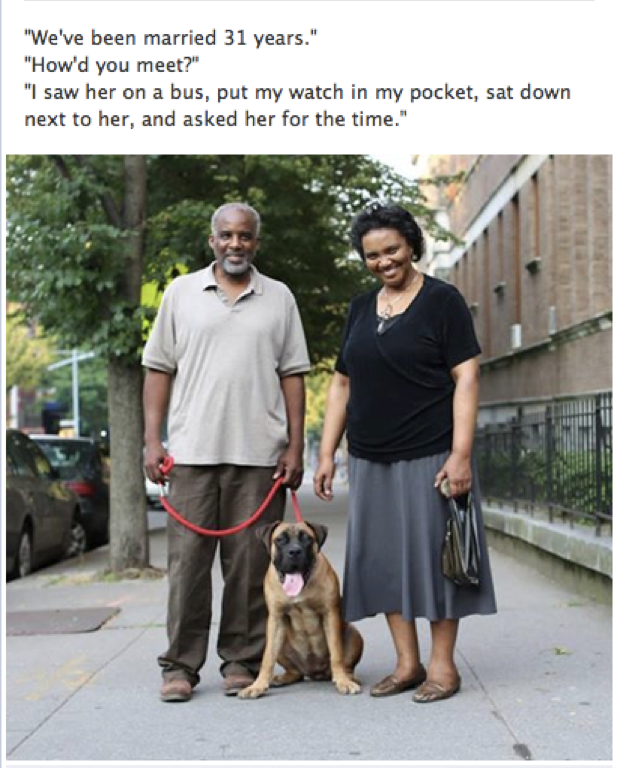 "We've been married 31 years."
"How'd you meet?"
"I saw her on a bus, put my watch in my pocket, sat down
next to her, and asked her for the time."